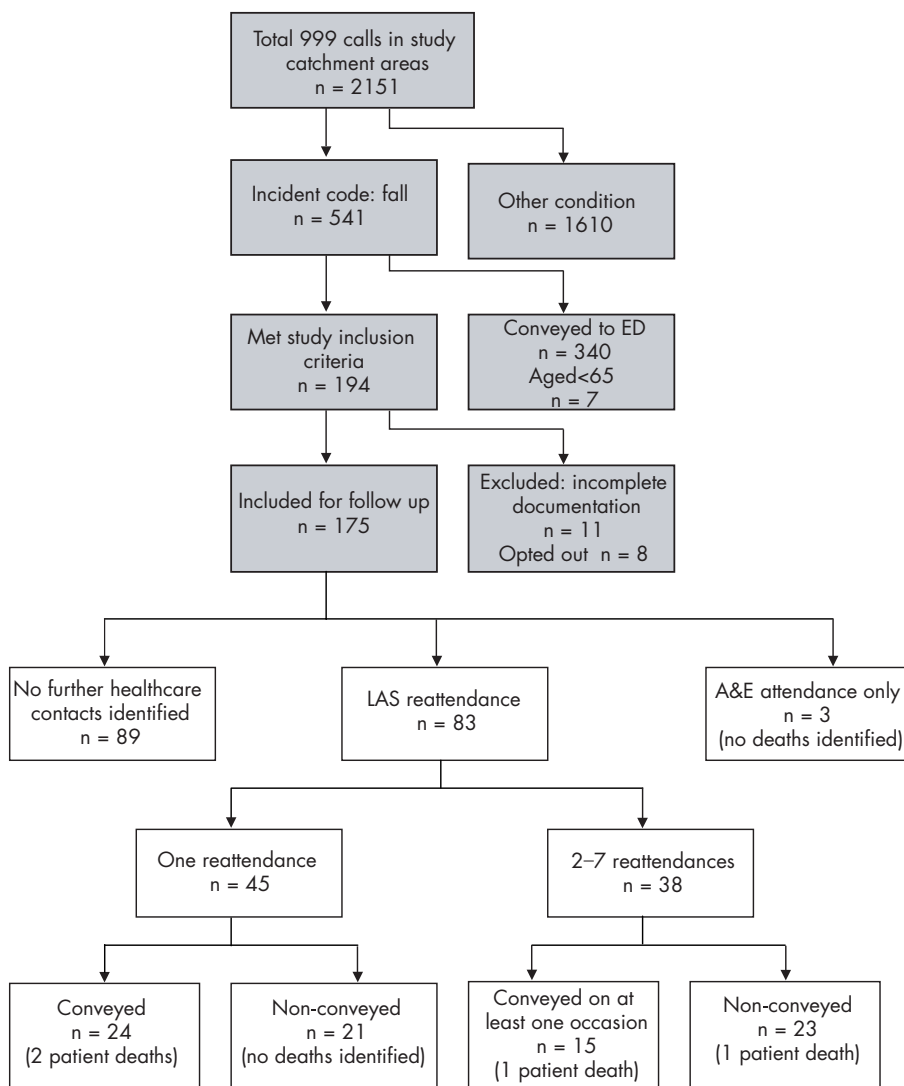 Total 999 calls in study
catchment areas
n = 2151
Incident code: fall
n = 541
Other condition
n = 1610
Met study inclusion
criteria
n = 194
Conveyed to ED
n = 340
Aged<65
n = 7
Included for follow up
n = 175
Excluded: incomplete
documentation
n = 11
Opted out n = 8
No further healthcare
contacts identified
n = 89
LAS reattendance
n = 83
A&E attendance only
n = 3
(no deaths identified)
One reattendance
n = 45
2–7 reattendances
n = 38
Conveyed
n = 24
(2 patient deaths)
Non-conveyed
n = 21
(no deaths identified)
Conveyed on at
least one occasion
n = 15
(1 patient death)
Non-conveyed
n = 23
(1 patient death)